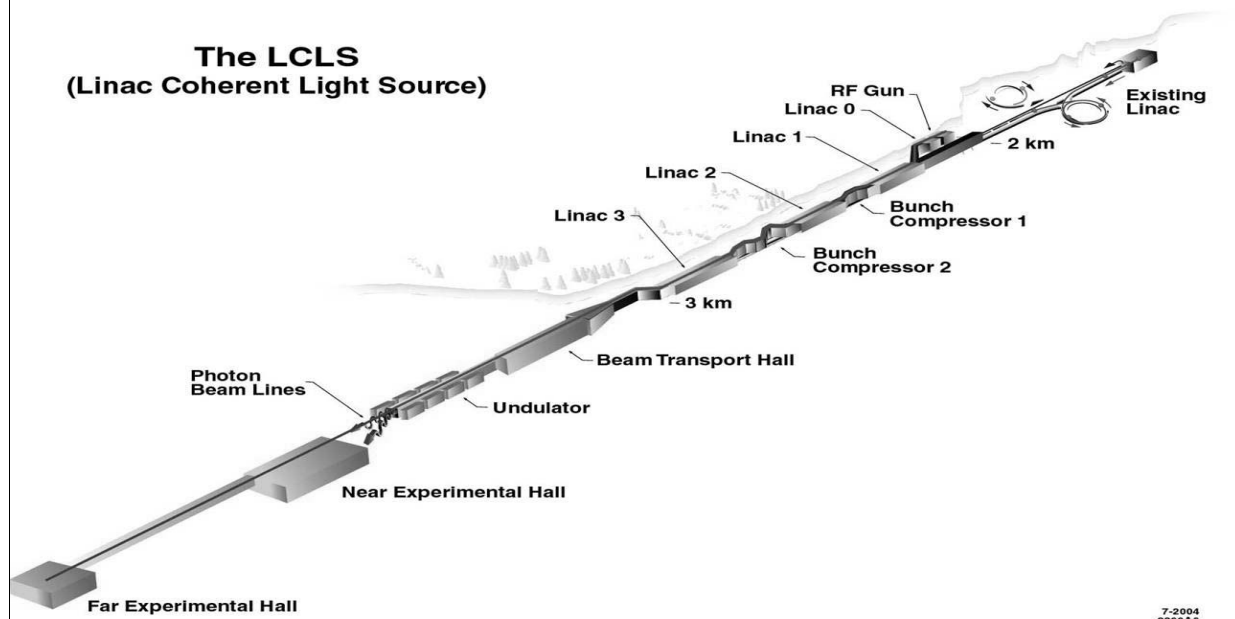 The LCLS
(Linac Coherent Light Source)
RF Gun
Linac 0
Existing
Linac
Linac 1
2 km
Linac 2
Bunch
Compressor 1
Linac 3
Bunch
Compressor 2
3 km
Beam Transport Hall
Photon
Beam Lines
Undulator
Near Experimental Hall
Far Experimental Hall
7-2004